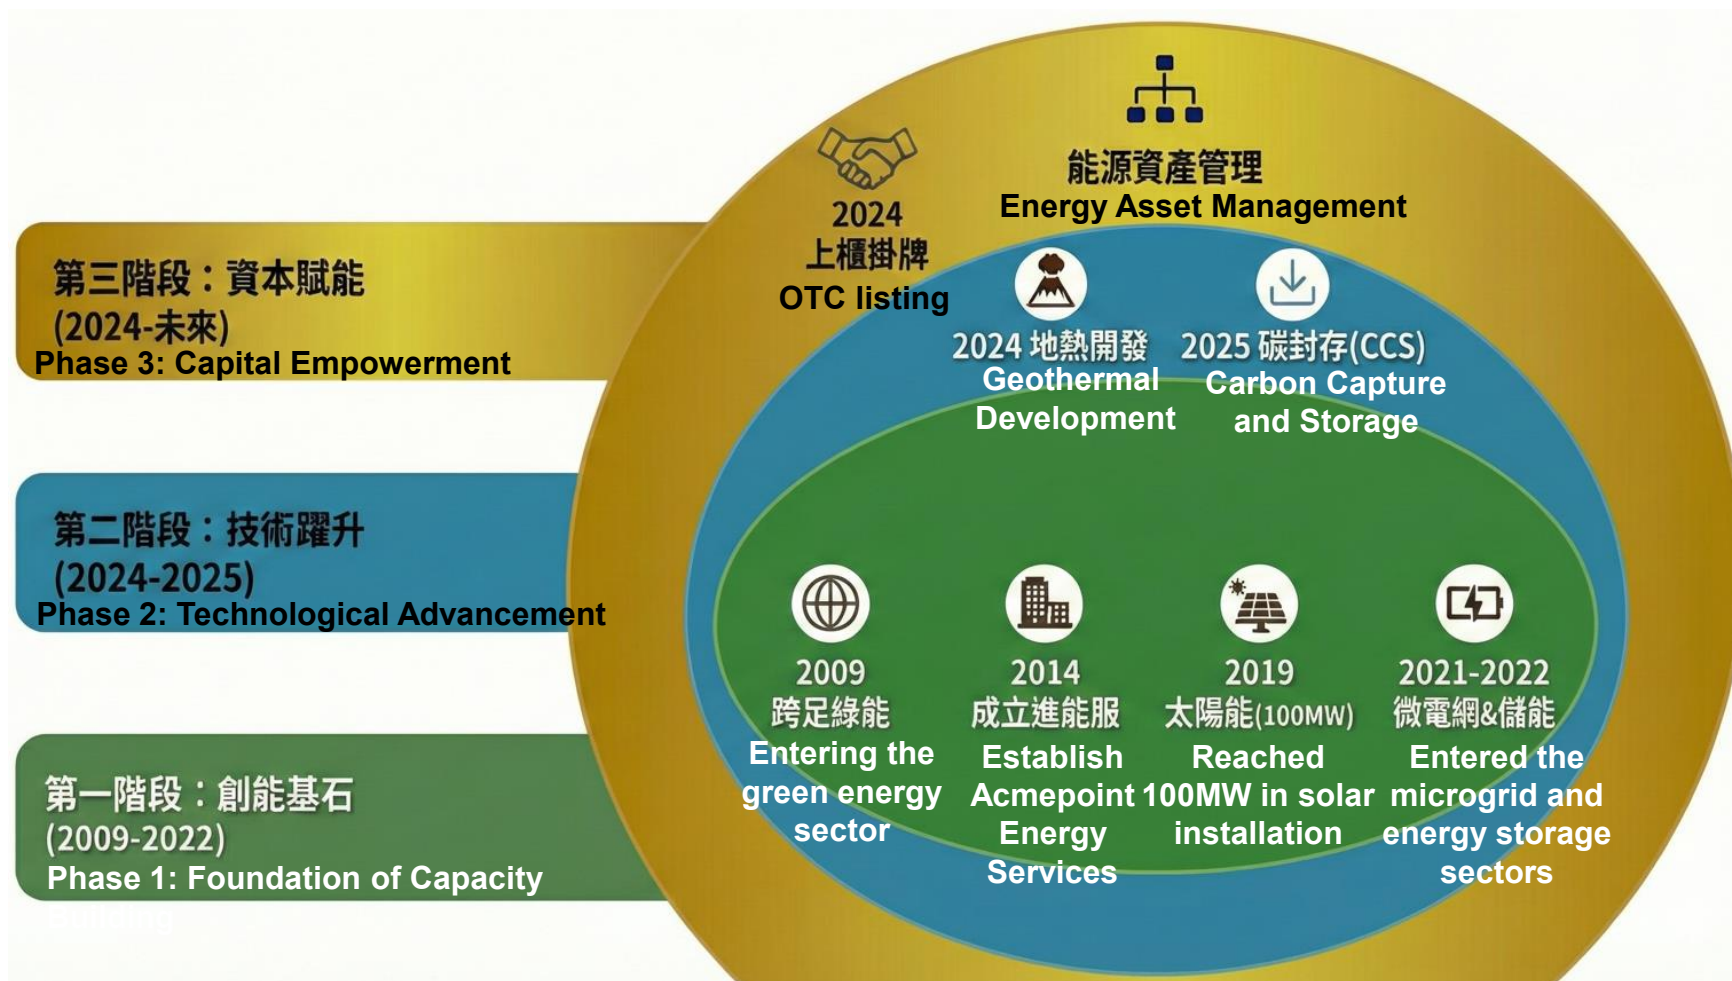 能源資產管理
Energy Asset Management
2024
上櫃掛牌
OTC listing
第三階段：資本賦能
(2024-未來)
Phase 3: Capital Empowerment
2024 地熱開發
Geothermal
Development
2025 碳封存(CCS)
Carbon Capture
and Storage
第二階段：技術躍升
(2024-2025)
Phase 2: Technological Advancement
第一階段：創能基石
(2009-2022)
Phase 1: Foundation of Capacity
Building
2009
跨足綠能
Entering the
green energy
sector
2014
成立進能服
Establish
Acmepoint
Energy
Services
2019
太陽能(100MW)
Reached
100MW in solar
installation
2021-2022
微電網&儲能
Entered the
microgrid and
energy storage
sectors